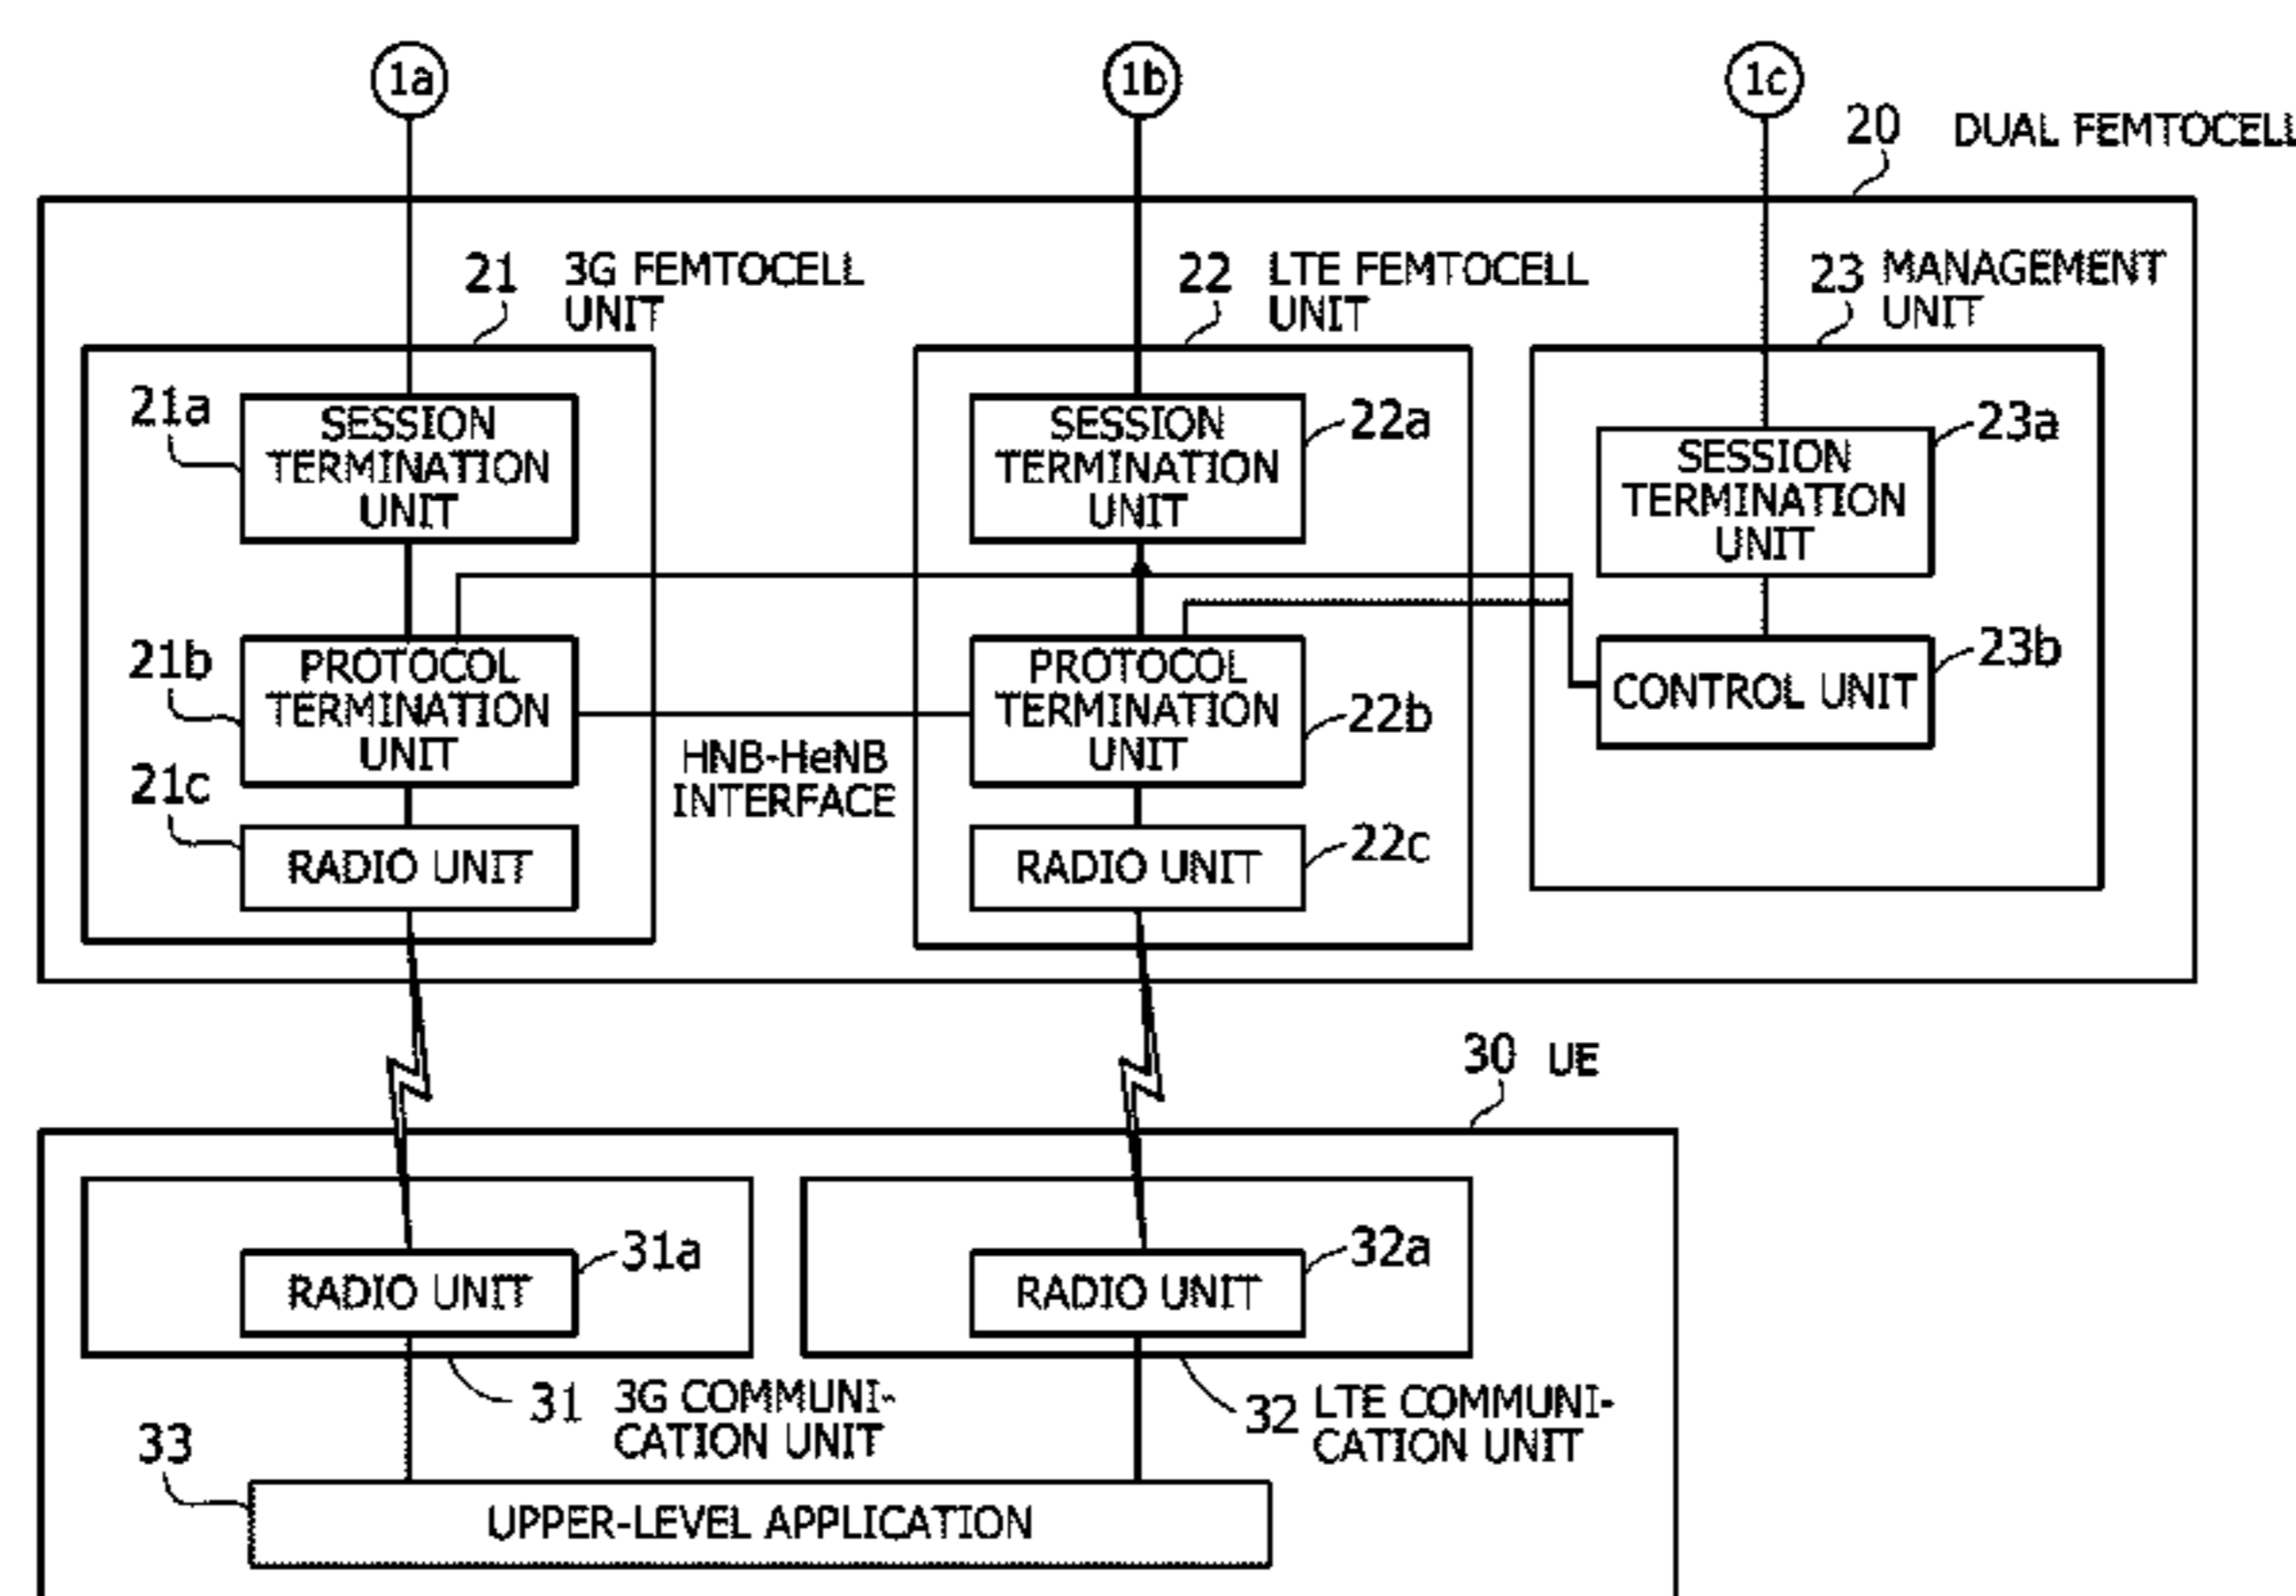 1a
1b
1c
20 DUAL FEMTOCELL
21 3G FEMTOCELL
UNIT
22 LTE FEMTOCELL
UNIT
23 MANAGEMENT
UNIT
21a
SESSION
TERMINATION
UNIT
SESSION
TERMINATION
UNIT
22a
SESSION
TERMINATION
UNIT
23a
21b
PROTOCOL
TERMINATION
UNIT
HNB-HeNB
INTERFACE
PROTOCOL
TERMINATION
UNIT
22b
CONTROL UNIT
23b
21c
RADIO UNIT
RADIO UNIT
22c
30 UE
RADIO UNIT
31a
RADIO UNIT
32a
31 3G COMMUNI-
CATION UNIT
32 LTE COMMUNI-
CATION UNIT
33
UPPER-LEVEL APPLICATION